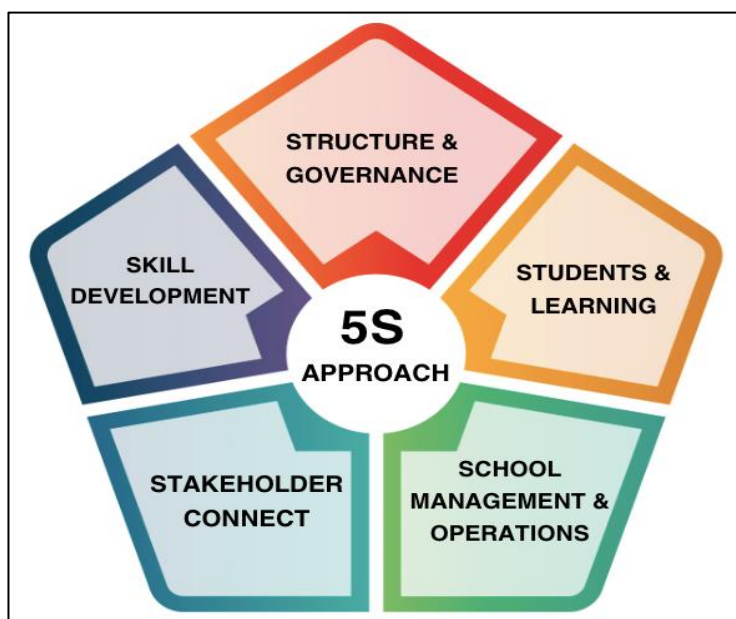 STRUCTURE &
GOVERNANCE
SKILL
DEVELOPMENT
STUDENTS &
LEARNING
5S
APPROACH
STAKEHOLDER
CONNECT
SCHOOL
MANAGEMENT &
OPERATIONS